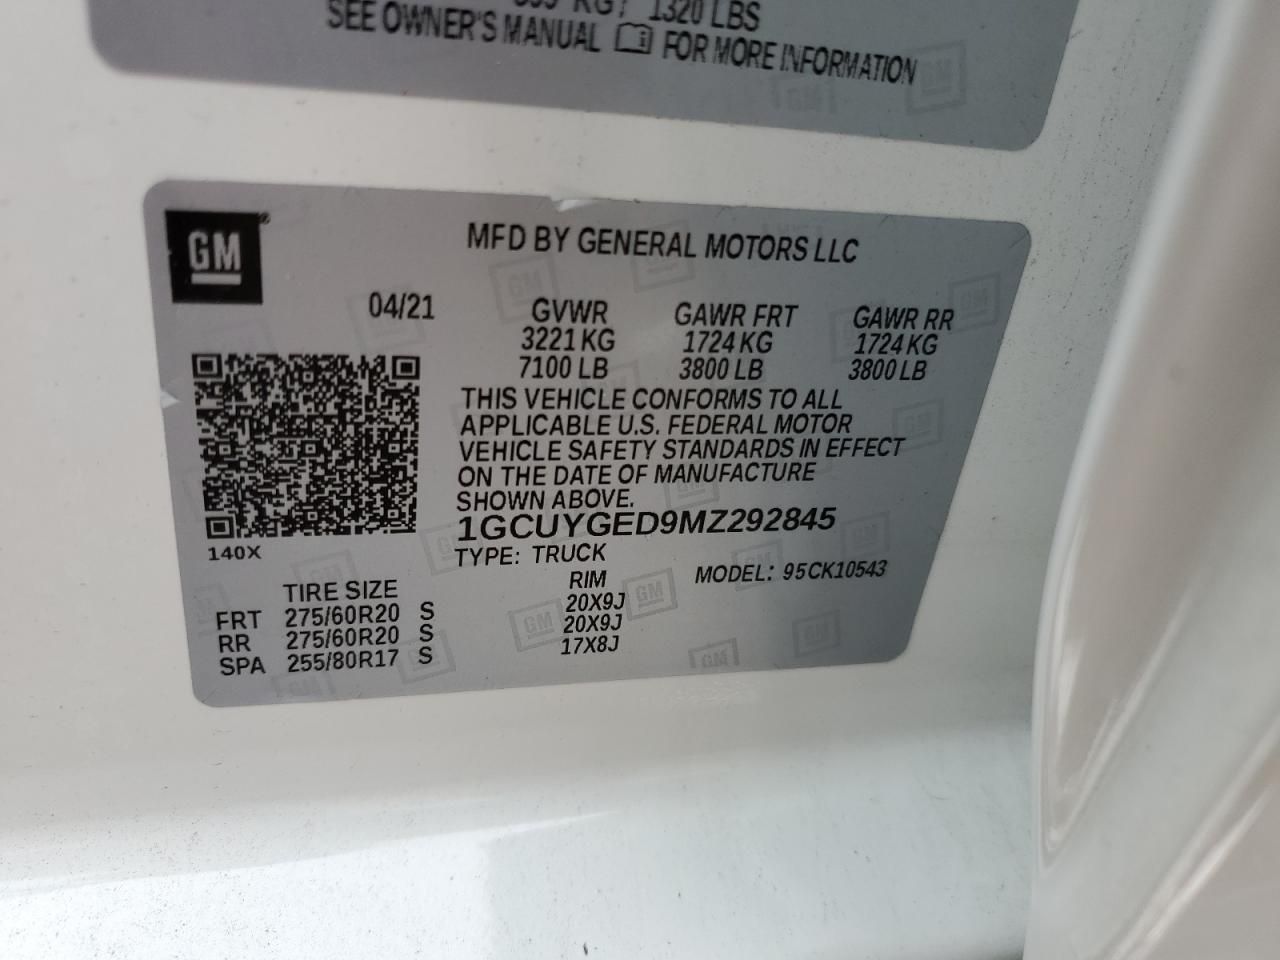 KG; 1320 LBS
SEE OWNER'S MANUAL FOR MORE INFORMATION
GM
MFD BY GENERAL MOTORS LLC
04/21
GVWR GAWR FRT GAWR RR
3221 KG 1724 KG 1724 KG
7100 LB 3800 LB 3800 LB
THIS VEHICLE CONFORMS TO ALL
APPLICABLE U.S. FEDERAL MOTOR
VEHICLE SAFETY STANDARDS IN EFFECT
ON THE DATE OF MANUFACTURE
SHOWN ABOVE.
1GCUYGED9MZ292845
140X
TYPE: TRUCK MODEL: 95CK10543
TIRE SIZE RIM
FRT 275/60R20 S 20X9J
RR 275/60R20 S 20X9J
SPA 255/80R17 S 17X8J